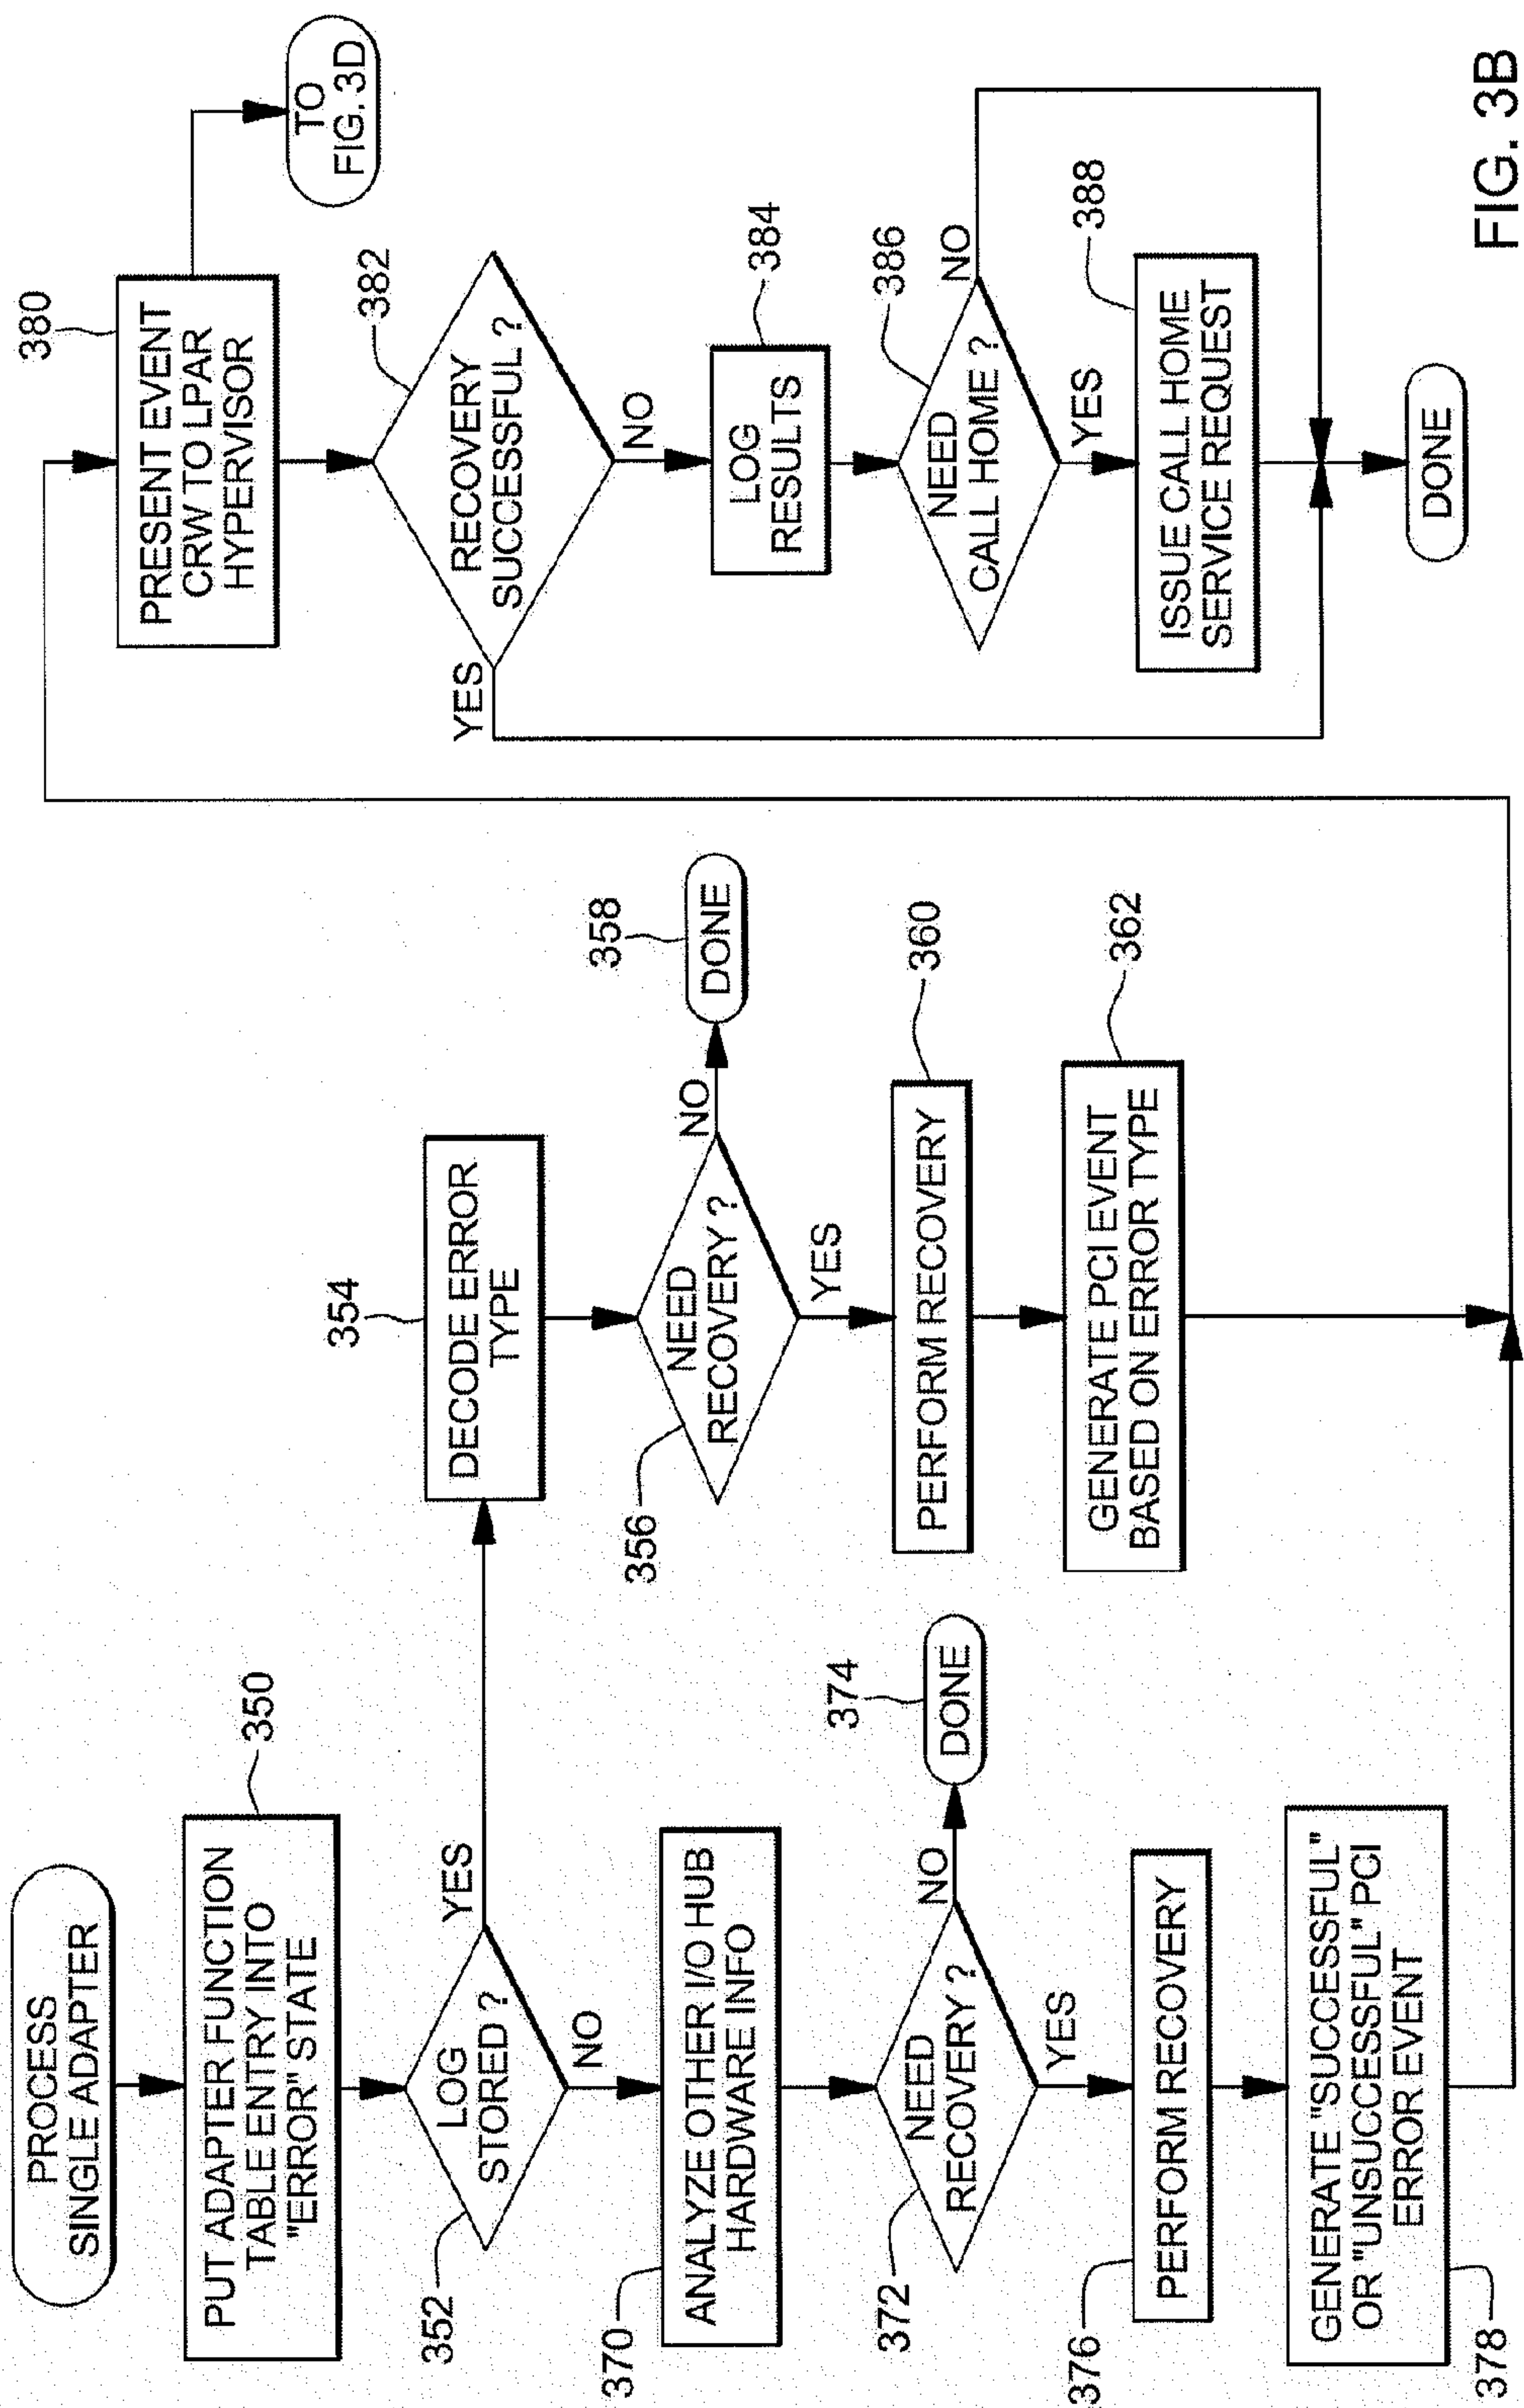 PROCESS
SINGLE ADAPTER
PUT ADAPTER FUNCTION
TABLE ENTRY INTO
"ERROR" STATE
350
LOG
STORED ?
352
YES
NO
ANALYZE OTHER I/O HUB
HARDWARE INFO
370
NEED
RECOVERY ?
372
NO
DONE
374
YES
PERFORM RECOVERY
376
GENERATE "SUCCESSFUL"
OR "UNSUCCESSFUL" PCI
ERROR EVENT
378
354
DECODE ERROR
TYPE
NEED
RECOVERY ?
356
NO
DONE
358
YES
PERFORM RECOVERY
360
GENERATE PCI EVENT
BASED ON ERROR TYPE
362
380
PRESENT EVENT
CRW TO LPAR
HYPERVISOR
TO
FIG. 3D
RECOVERY
SUCCESSFUL ?
382
YES
NO
LOG
RESULTS
384
NEED
CALL HOME ?
386
NO
YES
ISSUE CALL HOME
SERVICE REQUEST
388
DONE
FIG. 3B